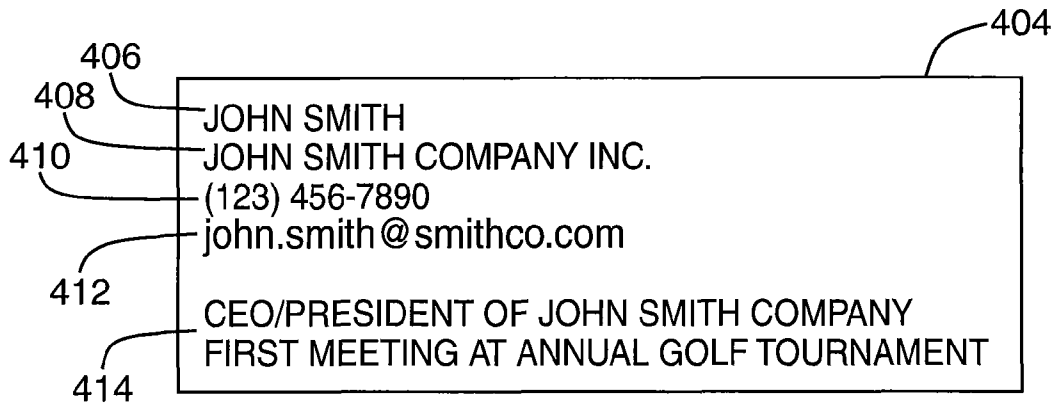 404
406
408
410
JOHN SMITH
JOHN SMITH COMPANY INC.
(123) 456-7890
john.smith@smithco.com
412
CEO/PRESIDENT OF JOHN SMITH COMPANY
FIRST MEETING AT ANNUAL GOLF TOURNAMENT
414